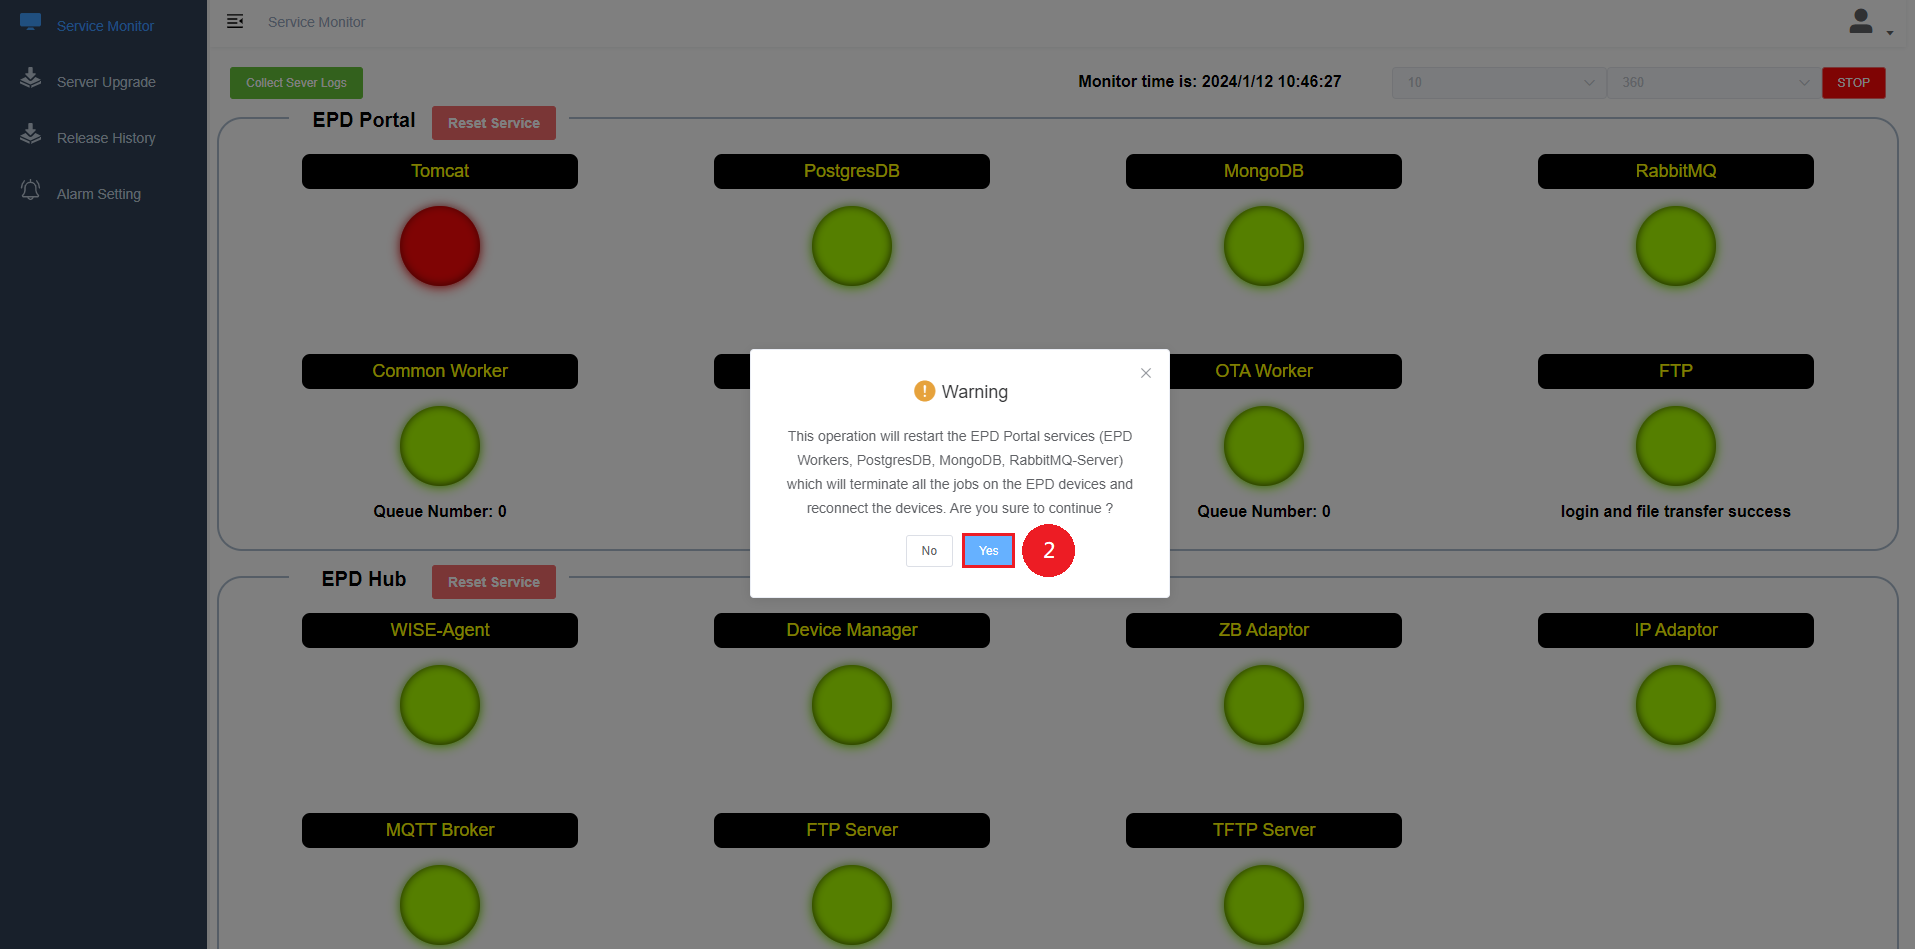 Service Monitor
Server Upgrade
Release History
Alarm Setting
Service Monitor
Collect Sever Logs
Monitor time is: 2024/1/12 10:46:27
10
360
STOP
EPD Portal
Reset Service
Tomcat
PostgresDB
MongoDB
RabbitMQ
Common Worker
OTA Worker
FTP
Queue Number: 0
Queue Number: 0
login and file transfer success
Warning
This operation will restart the EPD Portal services (EPD
Workers, PostgresDB, MongoDB, RabbitMQ-Server)
which will terminate all the jobs on the EPD devices and
reconnect the devices. Are you sure to continue ?
No
Yes
2
EPD Hub
Reset Service
WISE-Agent
Device Manager
ZB Adaptor
IP Adaptor
MQTT Broker
FTP Server
TFTP Server